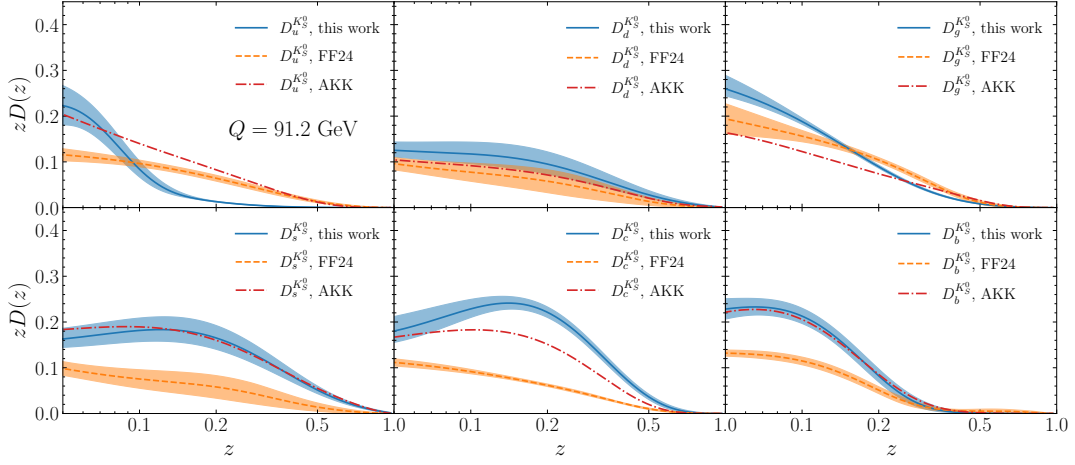 zD(z)
0.4
0.3
0.2
0.1
0.0
D_u^{K_S^0}, this work
D_u^{K_S^0}, FF24
D_u^{K_S^0}, AKK
Q = 91.2 GeV
D_d^{K_S^0}, this work
D_d^{K_S^0}, FF24
D_d^{K_S^0}, AKK
D_g^{K_S^0}, this work
D_g^{K_S^0}, FF24
D_g^{K_S^0}, AKK
zD(z)
0.4
0.3
0.2
0.1
0.0
D_s^{K_S^0}, this work
D_s^{K_S^0}, FF24
D_s^{K_S^0}, AKK
D_c^{K_S^0}, this work
D_c^{K_S^0}, FF24
D_c^{K_S^0}, AKK
D_b^{K_S^0}, this work
D_b^{K_S^0}, FF24
D_b^{K_S^0}, AKK
0.1 0.2 0.5 1.0 0.1 0.2 0.5 1.0 0.1 0.2 0.5 1.0
z z z